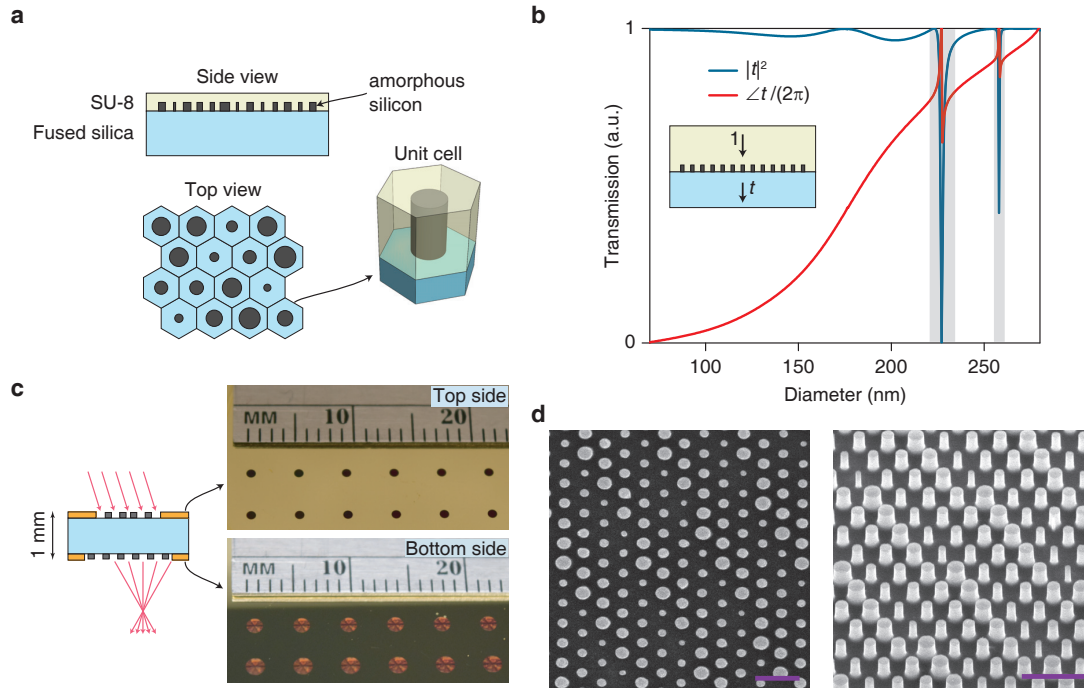 a
Side view
SU-8
amorphous
silicon
Fused silica
Unit cell
Top view
b
1
|t|²
∠t/(2π)
1
t
Transmission (a.u.)
0
100
150
200
250
Diameter (nm)
c
Top side
MM 10 20
1 mm
Bottom side
MM 10 20
d